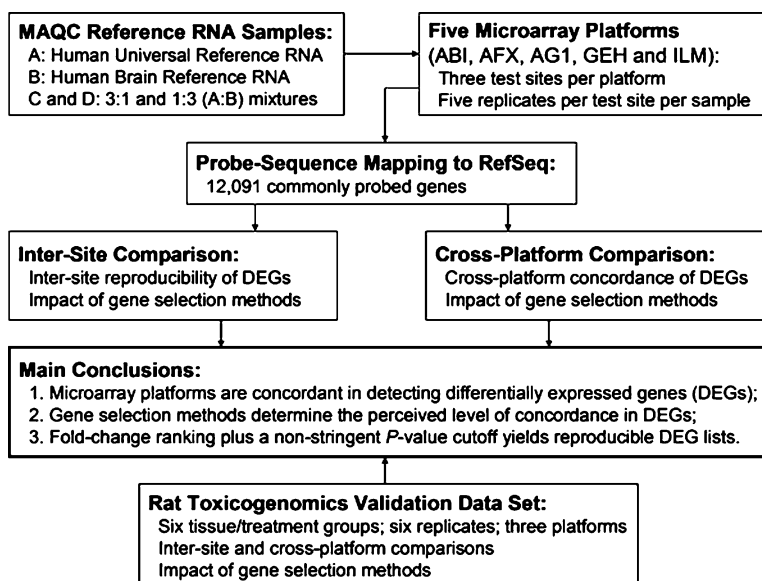 MAQC Reference RNA Samples:
A: Human Universal Reference RNA
B: Human Brain Reference RNA
C and D: 3:1 and 1:3 (A:B) mixtures
Five Microarray Platforms
(ABI, AFX, AG1, GEH and ILM):
Three test sites per platform
Five replicates per test site per sample
Probe-Sequence Mapping to RefSeq:
12,091 commonly probed genes
Inter-Site Comparison:
Inter-site reproducibility of DEGs
Impact of gene selection methods
Cross-Platform Comparison:
Cross-platform concordance of DEGs
Impact of gene selection methods
Main Conclusions:
1. Microarray platforms are concordant in detecting differentially expressed genes (DEGs);
2. Gene selection methods determine the perceived level of concordance in DEGs;
3. Fold-change ranking plus a non-stringent P-value cutoff yields reproducible DEG lists.
Rat Toxicogenomics Validation Data Set:
Six tissue/treatment groups; six replicates; three platforms
Inter-site and cross-platform comparisons
Impact of gene selection methods